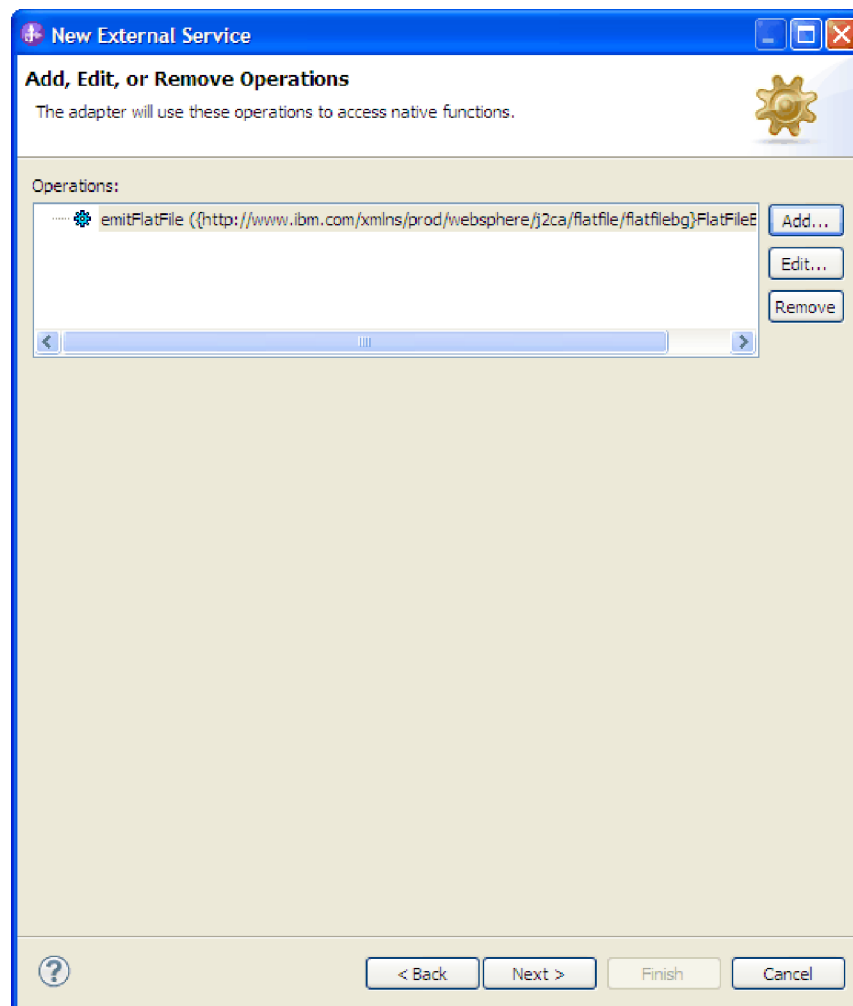 New External Service
Add, Edit, or Remove Operations
The adapter will use these operations to access native functions.
Operations:
emitFlatFile ({http://www.ibm.com/xmlns/prod/websphere/j2ca/flatfile/flatfilebg}FlatFileE
Add...
Edit...
Remove
?
< Back
Next >
Finish
Cancel